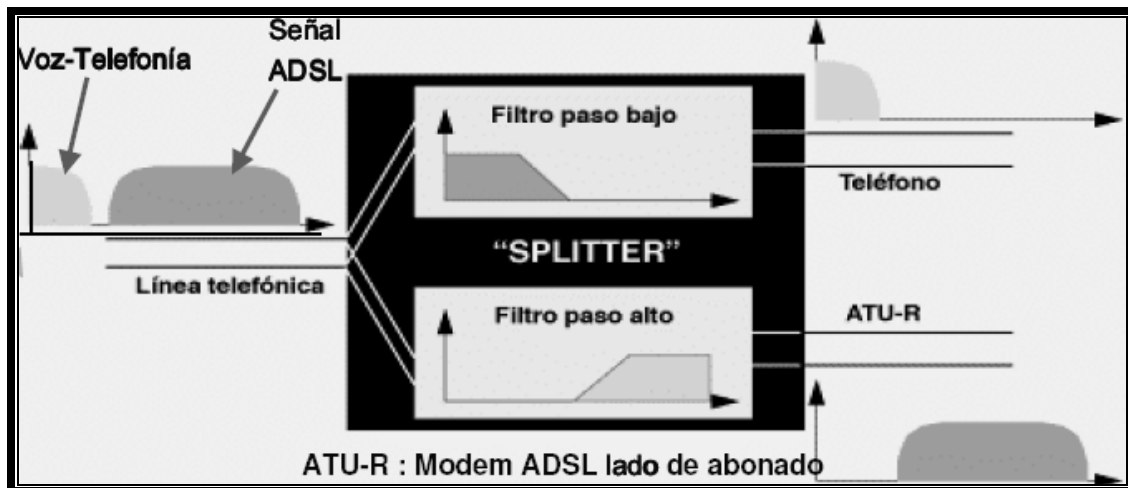 Voz-Telefonía
Señal
ADSL
Línea telefónica
Filtro paso bajo
“SPLITTER”
Filtro paso alto
Teléfono
ATU-R
ATU-R : Modem ADSL lado de abonado